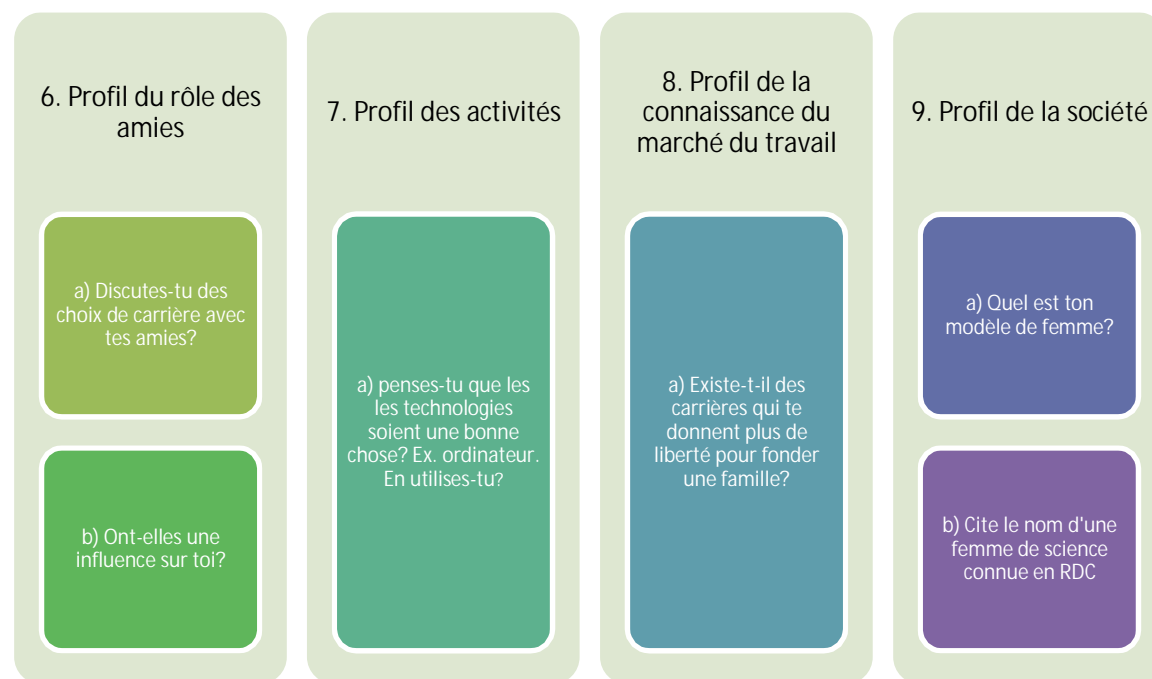 6. Profil du rôle des
amies
a) Discutes-tu des
choix de carrière avec
tes amies?
b) Ont-elles une
influence sur toi?
7. Profil des activités
a) penses-tu que les
les technologies
soient une bonne
chose? Ex. ordinateur.
En utilises-tu?
8. Profil de la
connaissance du
marché du travail
a) Existe-t-il des
carrières qui te
donnent plus de
liberté pour fonder
une famille?
9. Profil de la société
a) Quel est ton
modèle de femme?
b) Cite le nom d'une
femme de science
connue en RDC